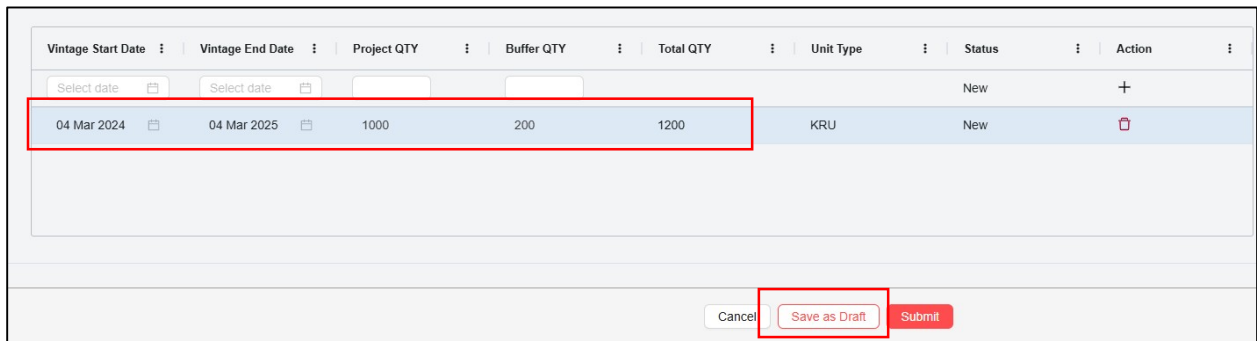 Vintage Start Date Vintage End Date Project QTY Buffer QTY Total QTY Unit Type Status Action
Select date Select date New
04 Mar 2024 04 Mar 2025 1000 200 1200 KRU New
Cancel Save as Draft Submit